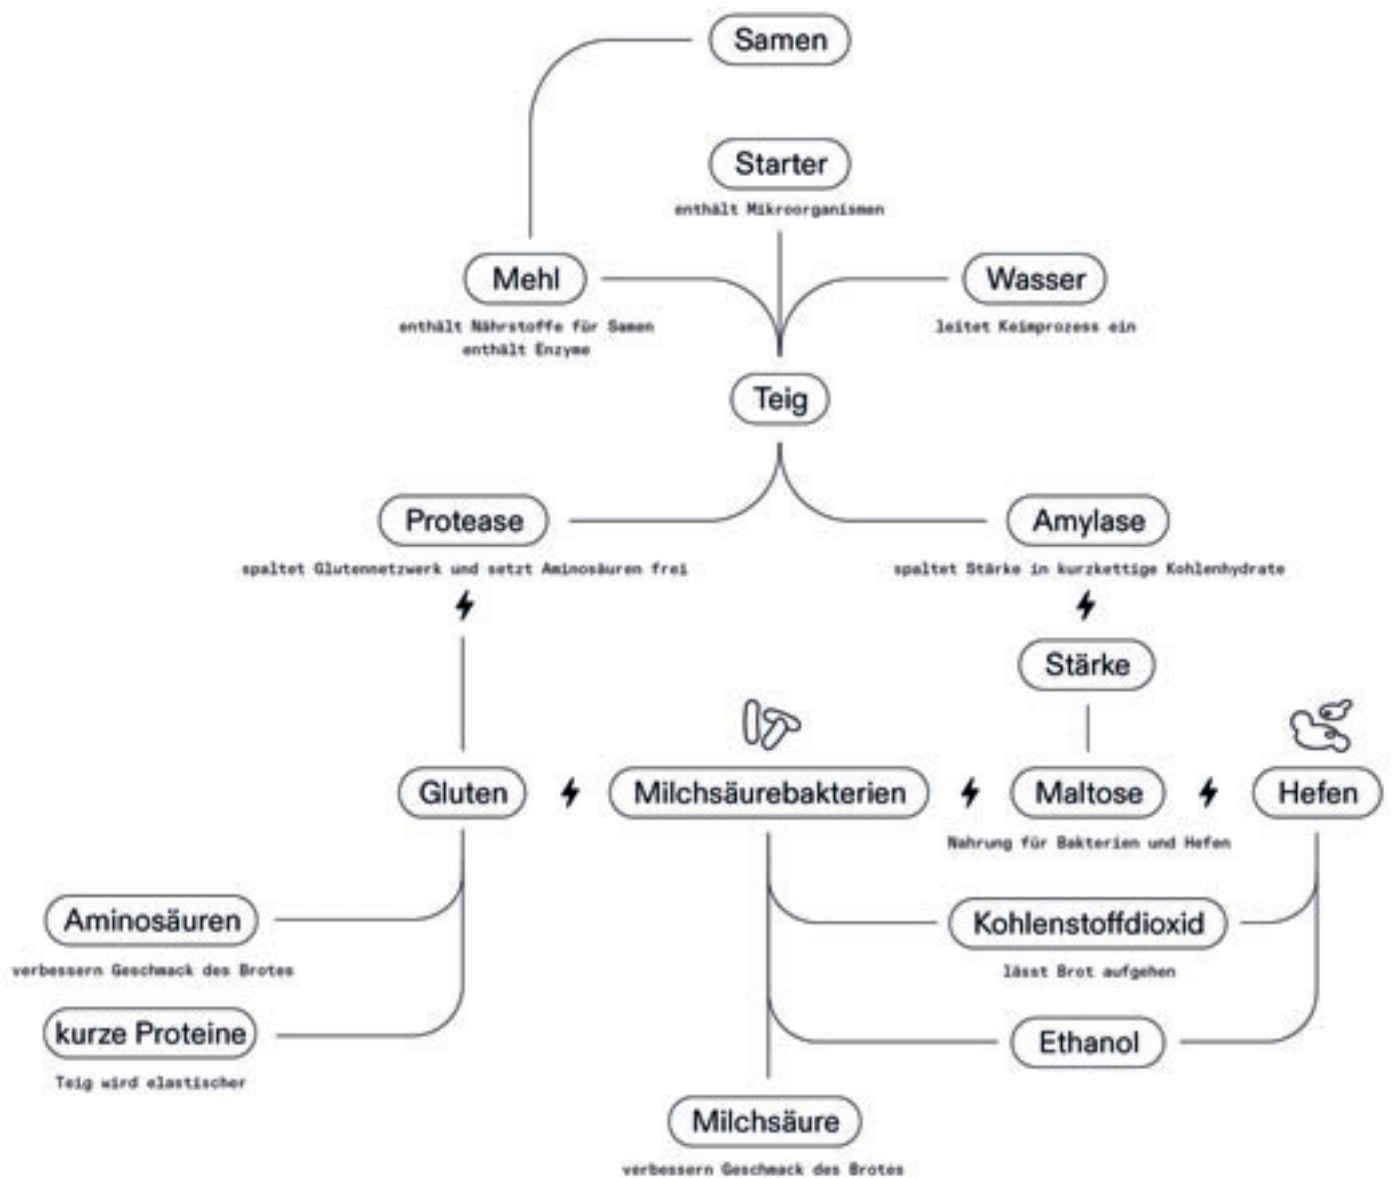 Samen
Starter
enthält Mikroorganismen
Mehl
Wasser
enthält Nährstoffe für Samen
enthält Enzyme
leitet Keimprozess ein
Teig
Protease
Amylase
spaltet Glutennetzwerk und setzt Aminosäuren frei
spaltet Stärke in kurzkettige Kohlenhydrate
Stärke
Gluten
Milchsäurebakterien
Maltose
Hefen
Nahrung für Bakterien und Hefen
Aminosäuren
Kohlenstoffdioxid
verbessern Geschmack des Brotes
lässt Brot aufgehen
kurze Proteine
Ethanol
Teig wird elastischer
Milchsäure
verbessern Geschmack des Brotes